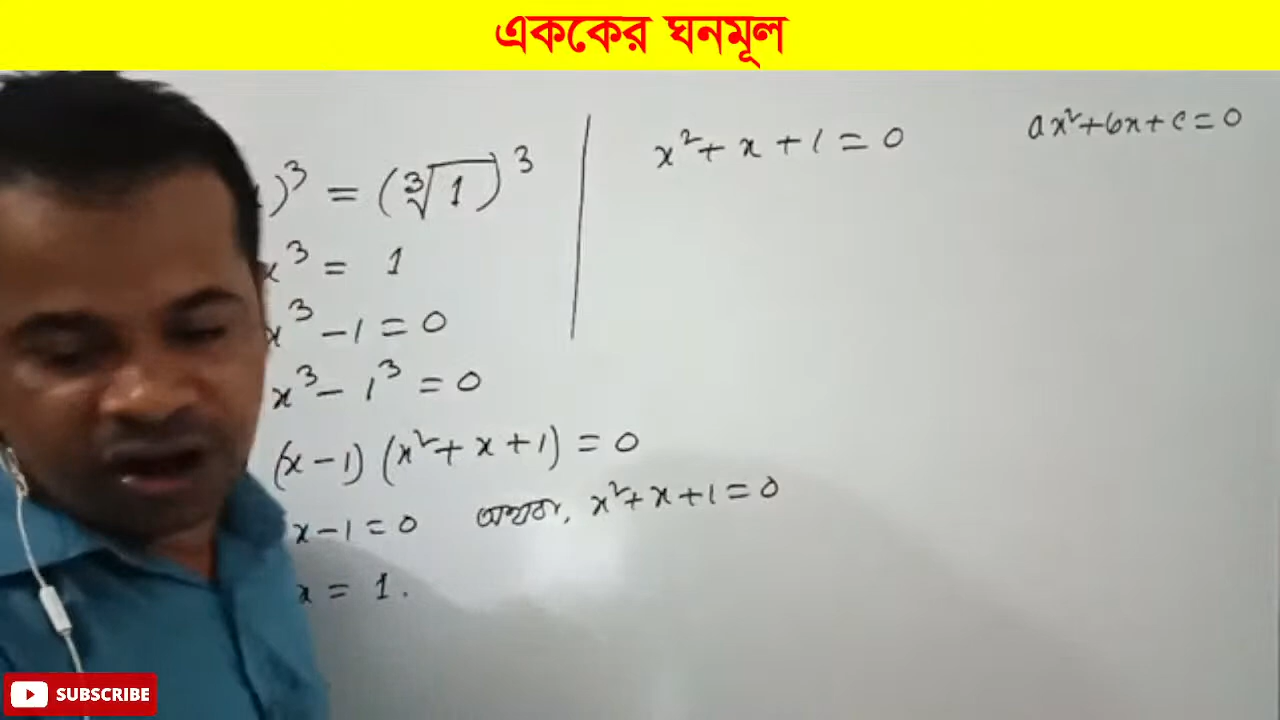 এককের ঘনমূল
)³ = (∛1)³
x³ = 1
x³ - 1 = 0
x³ - 1³ = 0
(x - 1) (x² + x + 1) = 0
x - 1 = 0 অথবা, x² + x + 1 = 0
x = 1.
x² + x + 1 = 0
ax² + bx + c = 0
SUBSCRIBE